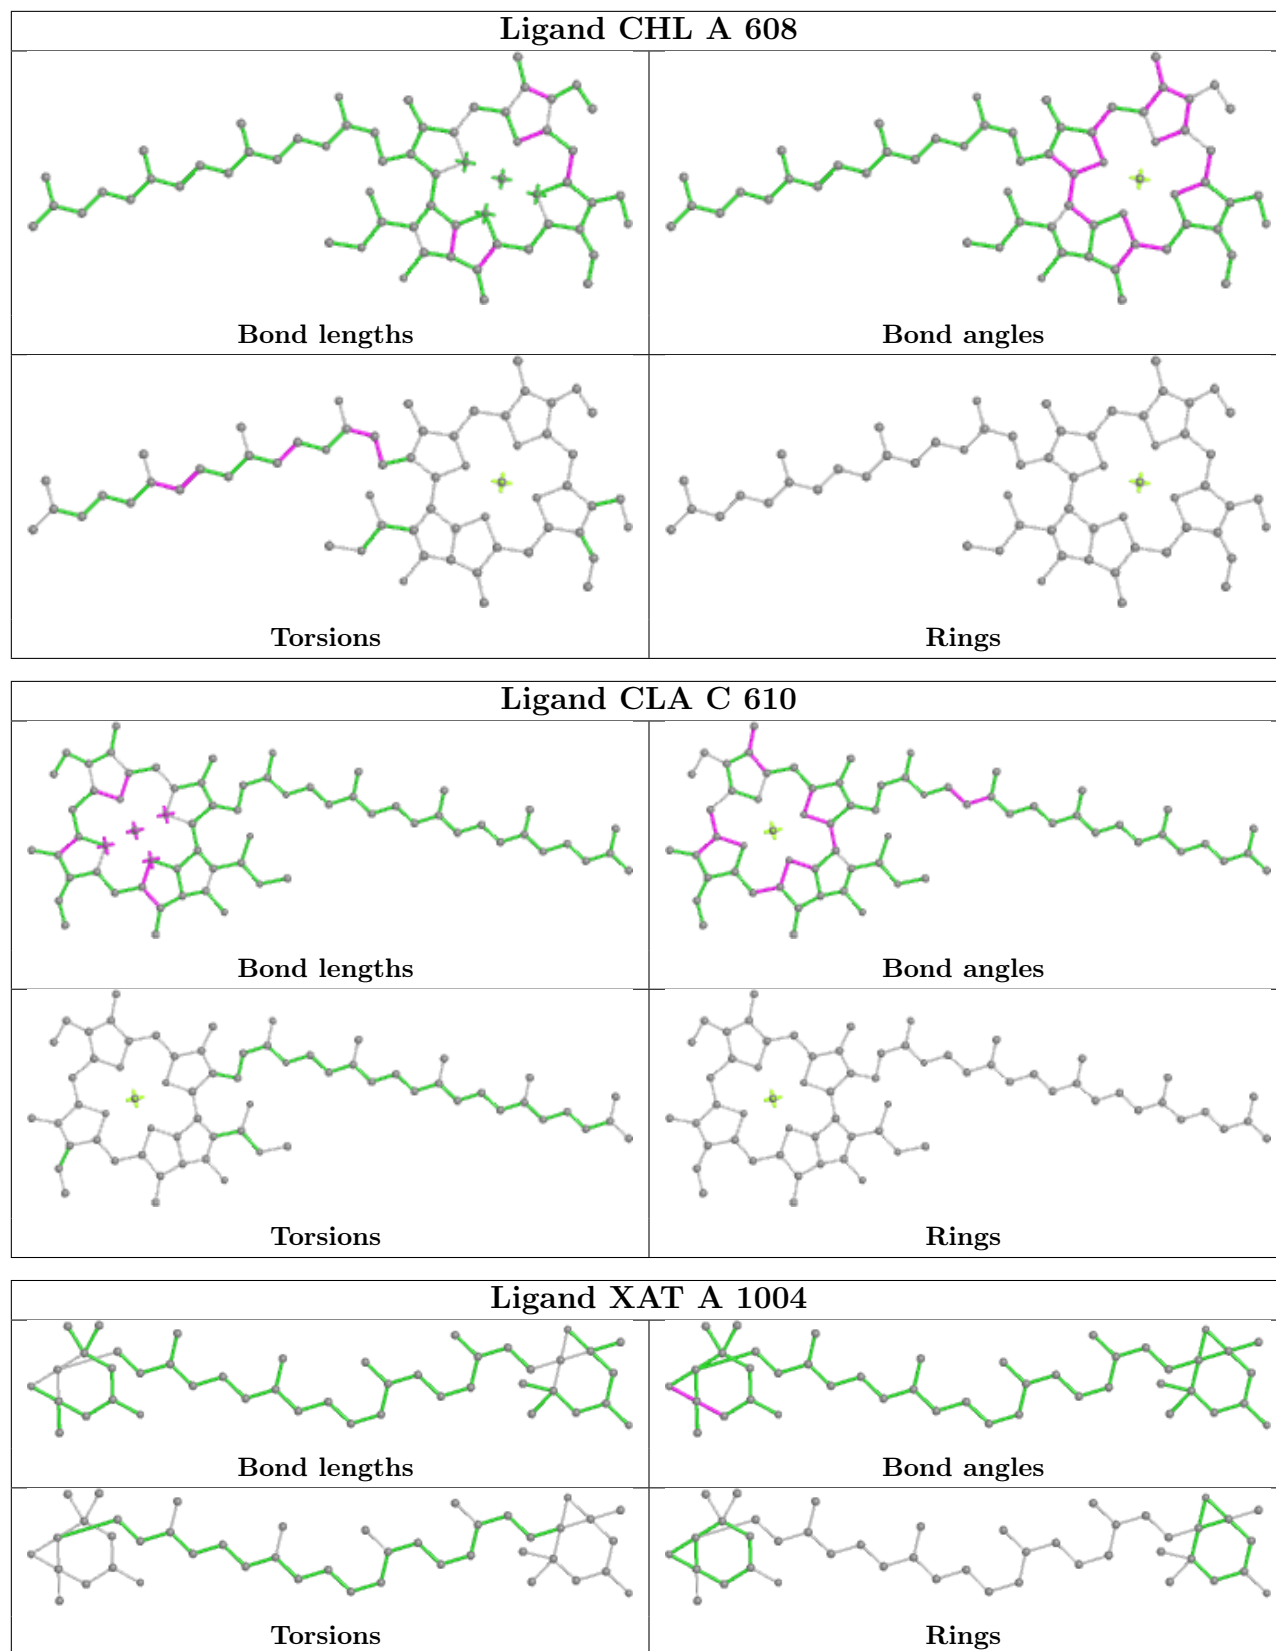 Ligand CHL A 608
Bond lengths
Bond angles
Torsions
Rings
Ligand CLA C 610
Bond lengths
Bond angles
Torsions
Rings
Ligand XAT A 1004
Bond lengths
Bond angles
Torsions
Rings